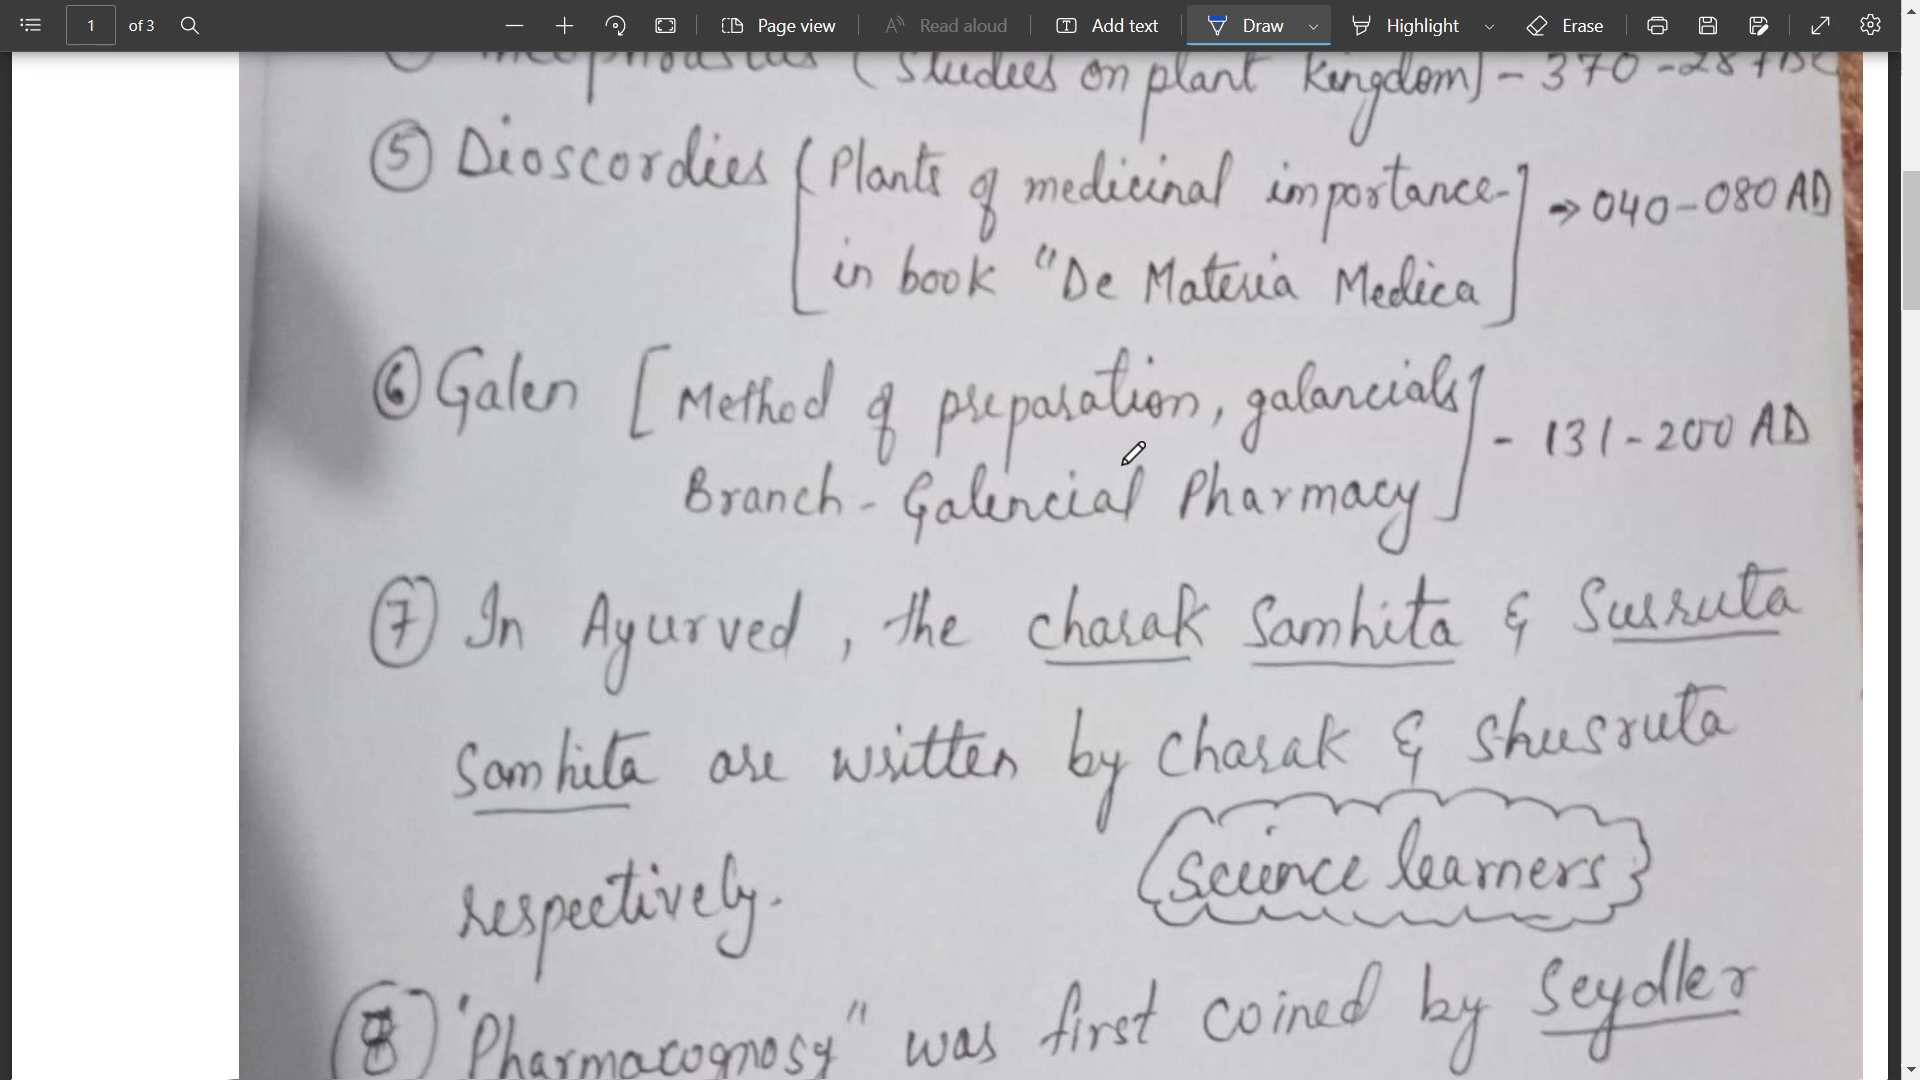 1 of 3 Page view Read aloud Add text Draw Highlight Erase
(Studies on plant Kingdom) - 370 - 287 BC
5 Dioscordies [Plants of medicinal importance-] → 040-080 AD
in book "De Materia Medica
6 Galen [Method of preparation, galancials] - 131-200 AD
Branch - Galencial Pharmacy
7 In Ayurved, the charak Samhita & Susruta
Samhita are written by Charak & Shusruta
respectively.
Science learners
8 "Pharmacognosy" was first coined by Seydler